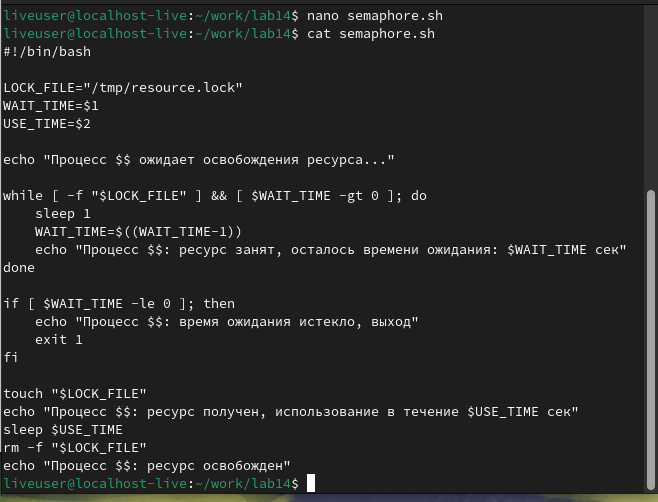 liveuser@localhost-live:~/work/lab14$ nano semaphore.sh
liveuser@localhost-live:~/work/lab14$ cat semaphore.sh
#!/bin/bash

LOCK_FILE="/tmp/resource.lock"
WAIT_TIME=$1
USE_TIME=$2

echo "Процесс $$ ожидает освобождения ресурса..."

while [ -f "$LOCK_FILE" ] && [ $WAIT_TIME -gt 0 ]; do
    sleep 1
    WAIT_TIME=$((WAIT_TIME-1))
    echo "Процесс $$: ресурс занят, осталось времени ожидания: $WAIT_TIME сек"
done

if [ $WAIT_TIME -le 0 ]; then
    echo "Процесс $$: время ожидания истекло, выход"
    exit 1
fi

touch "$LOCK_FILE"
echo "Процесс $$: ресурс получен, использование в течение $USE_TIME сек"
sleep $USE_TIME
rm -f "$LOCK_FILE"
echo "Процесс $$: ресурс освобожден"
liveuser@localhost-live:~/work/lab14$